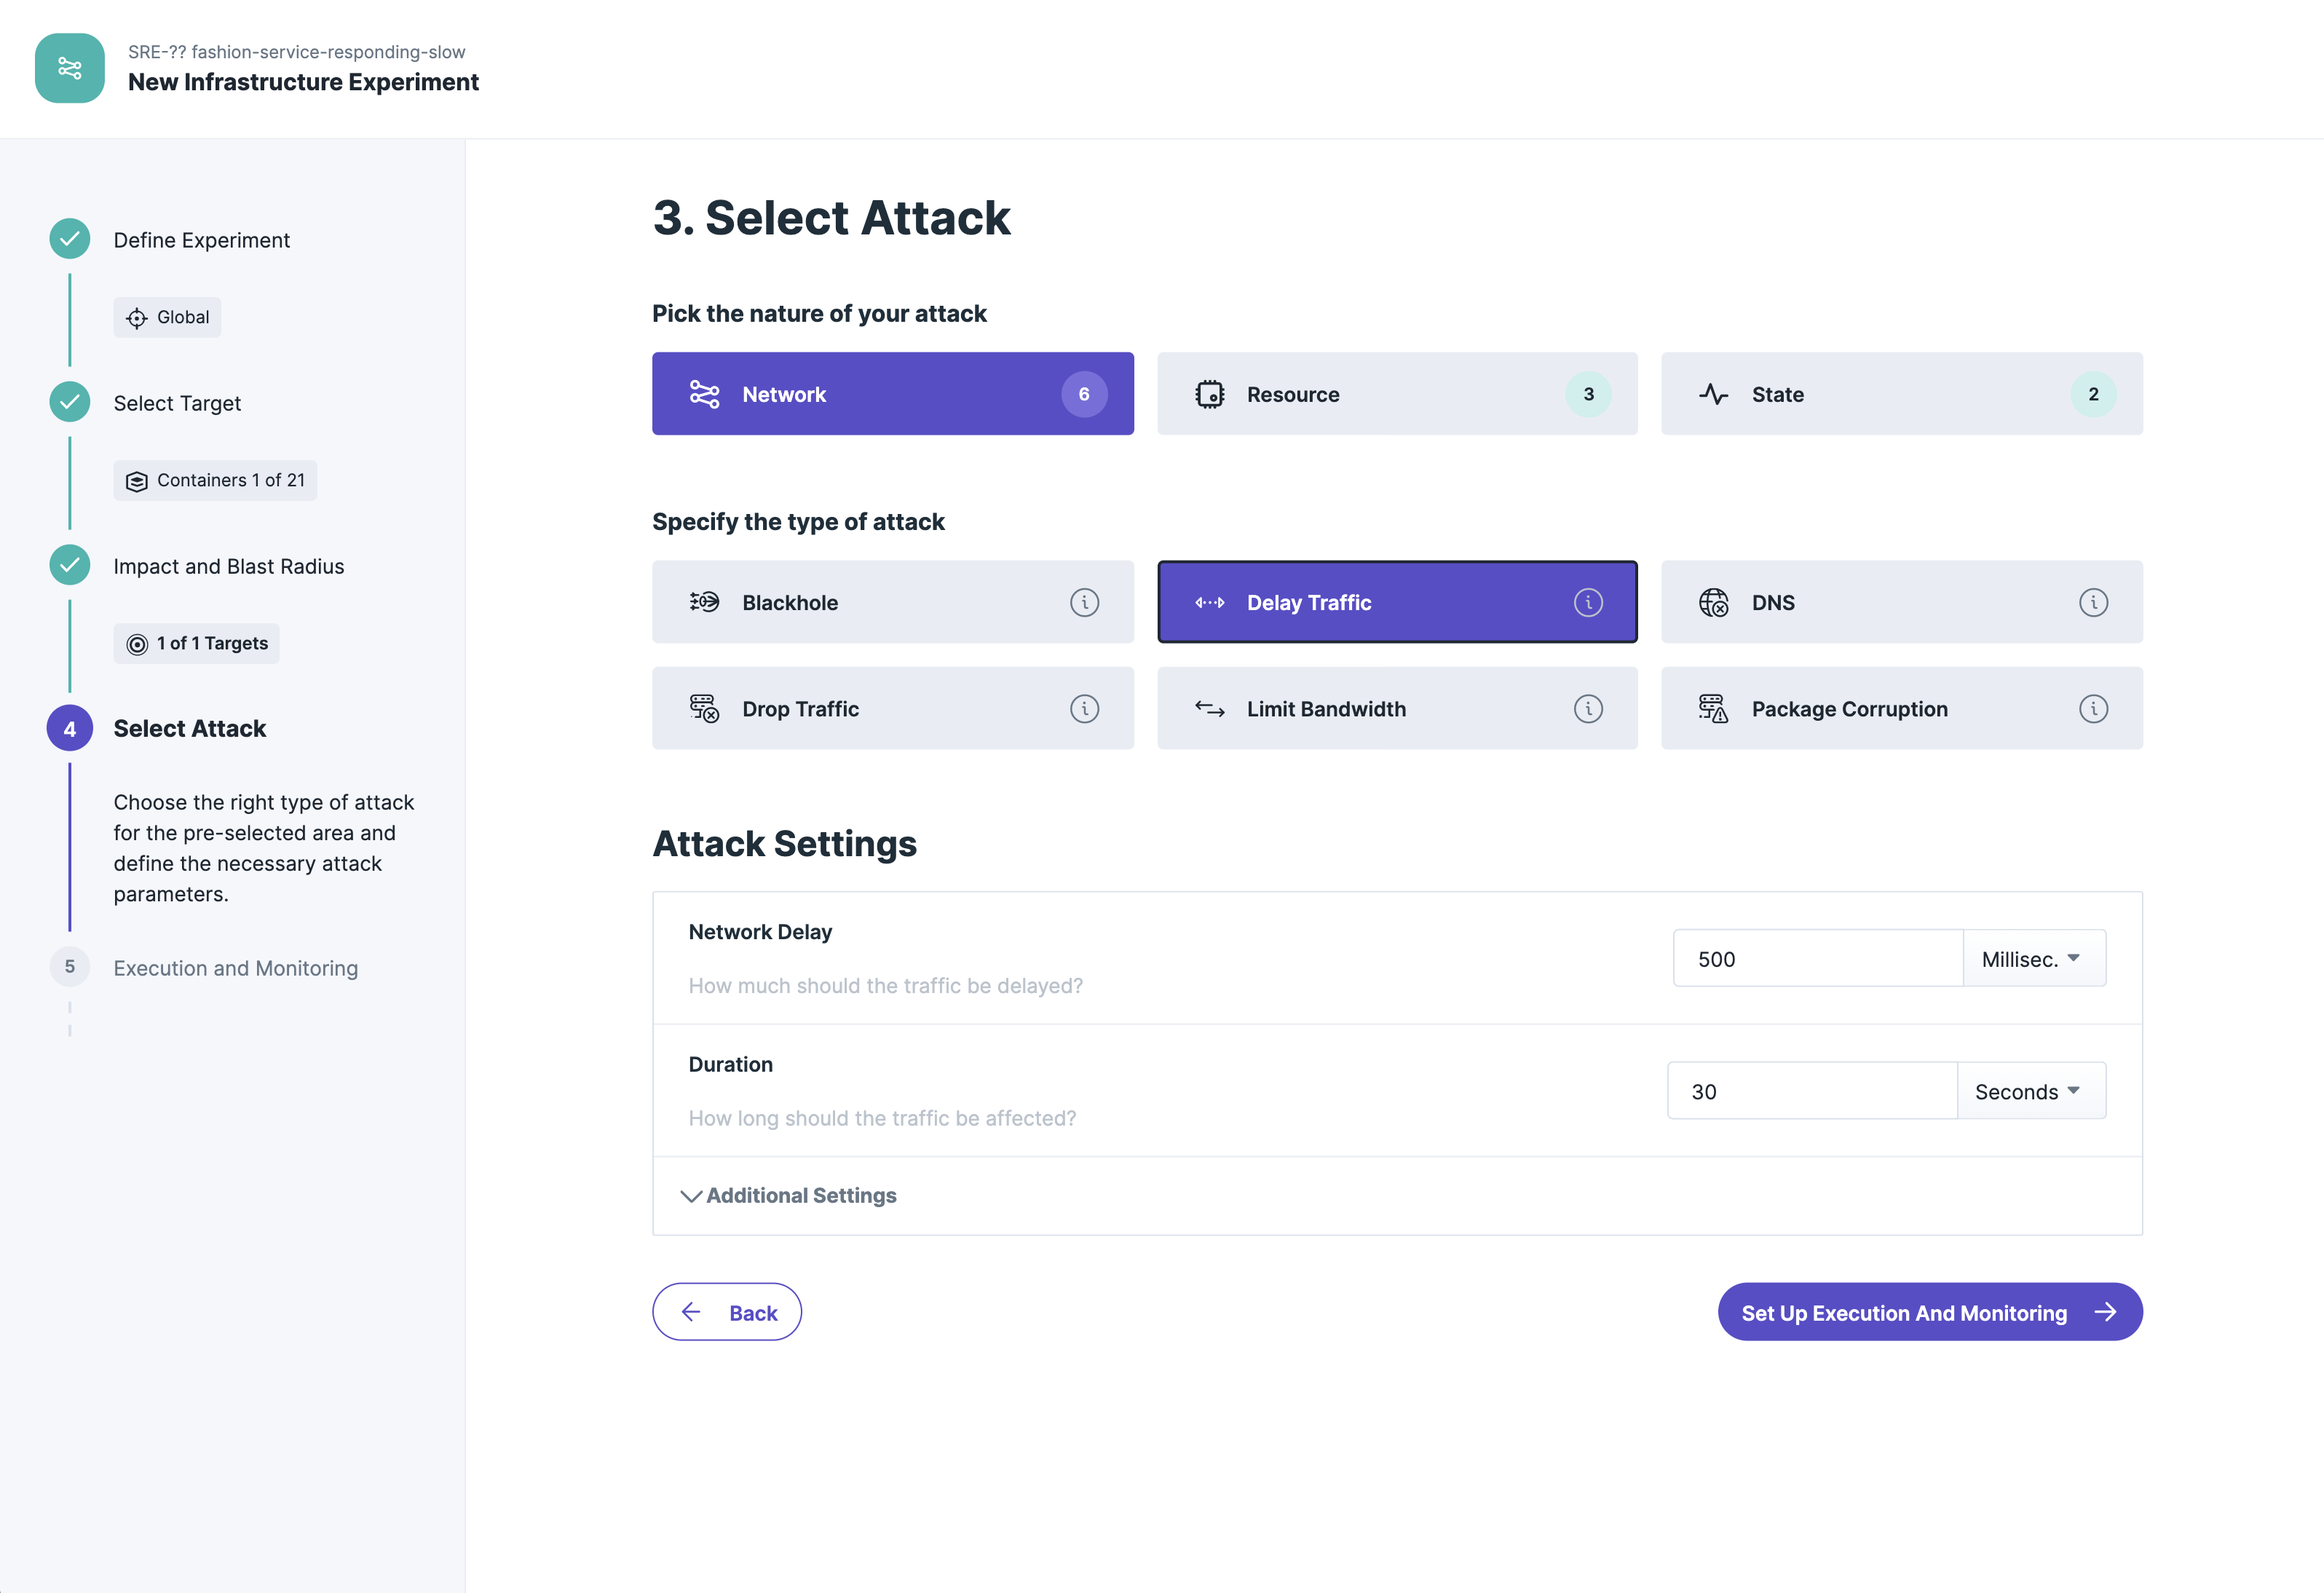 SRE-?? fashion-service-responding-slow
New Infrastructure Experiment
Define Experiment
Global
Select Target
Containers 1 of 21
Impact and Blast Radius
1 of 1 Targets
4
Select Attack
Choose the right type of attack
for the pre-selected area and
define the necessary attack
parameters.
5
Execution and Monitoring
3. Select Attack
Pick the nature of your attack
Network 6
Resource 3
State 2
Specify the type of attack
Blackhole i
Delay Traffic i
DNS i
Drop Traffic i
Limit Bandwidth i
Package Corruption i
Attack Settings
Network Delay
How much should the traffic be delayed?
500 Millisec.
Duration
How long should the traffic be affected?
30 Seconds
Additional Settings
Back
Set Up Execution And Monitoring